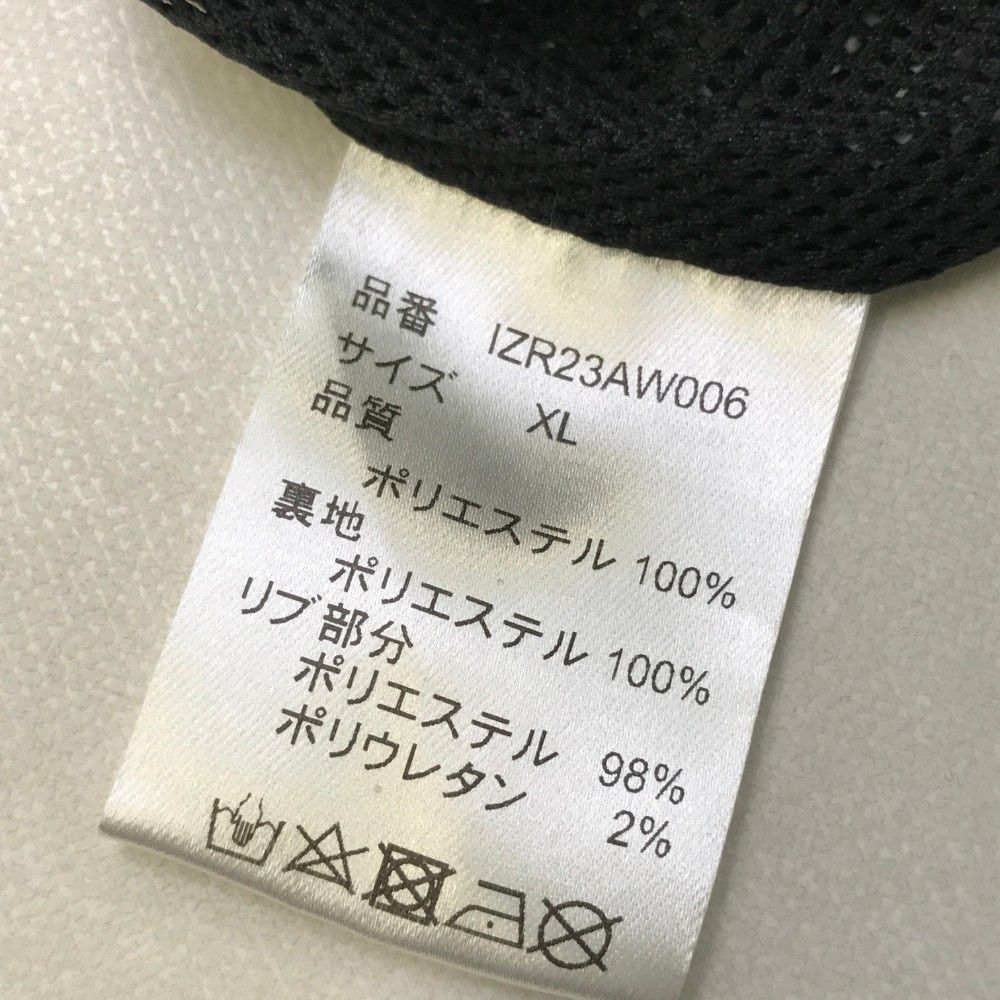 品番 IZR23AW006
サイズ XL
品質
ポリエステル 100%
裏地
ポリエステル 100%
リブ部分
ポリエステル 98%
ポリウレタン 2%